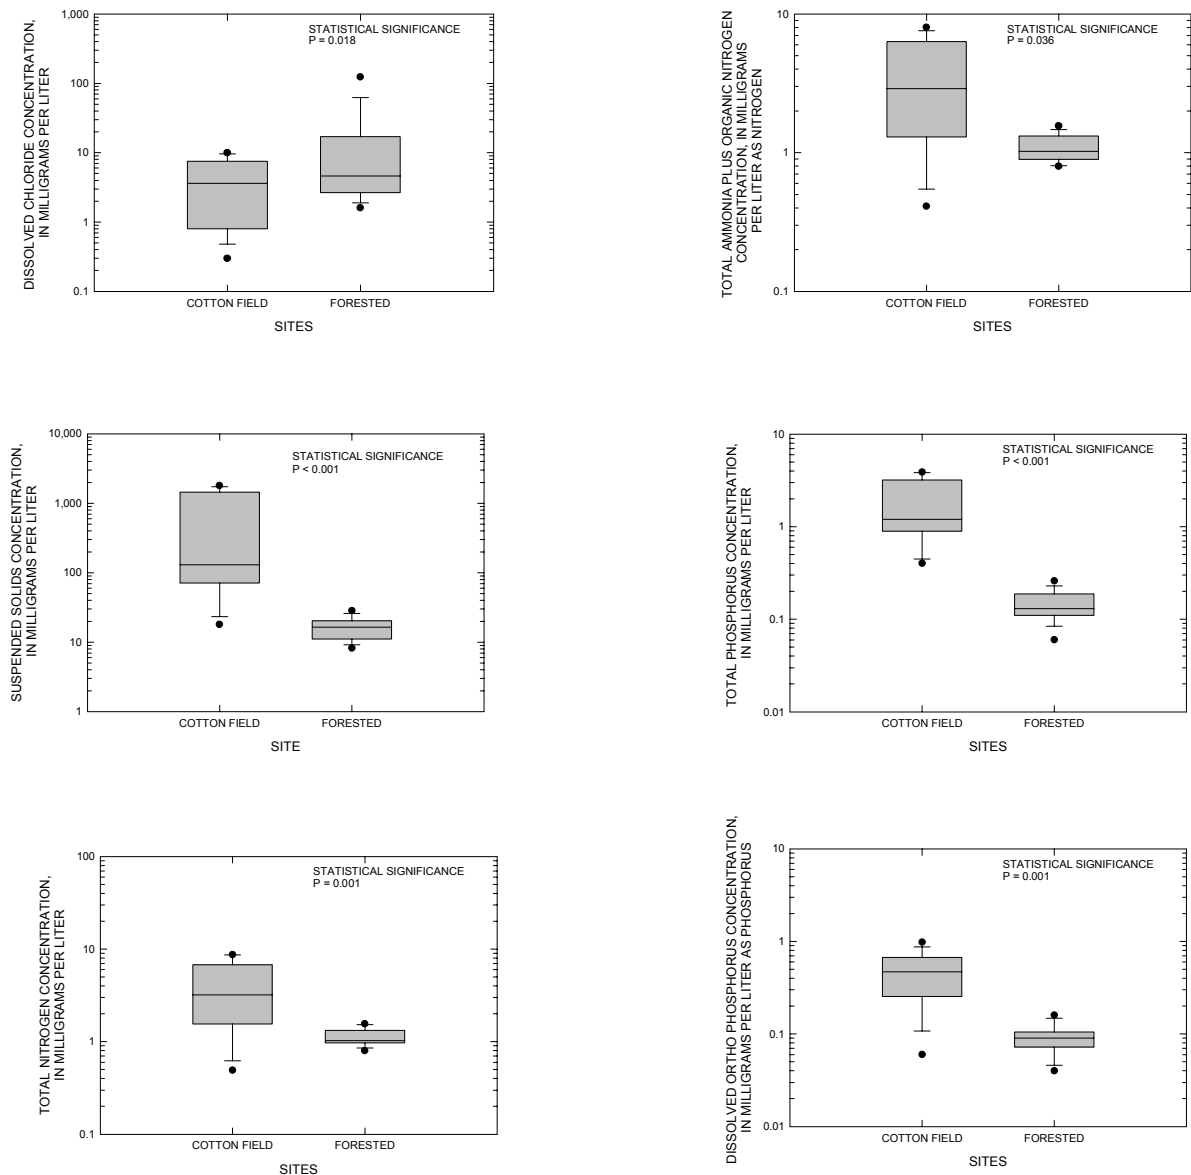 DISSOLVED CHLORIDE CONCENTRATION,
IN MILLIGRAMS PER LITER
1,000
100
10
1
0.1
STATISTICAL SIGNIFICANCE
P = 0.018
COTTON FIELD
FORESTED
SITES
TOTAL AMMONIA PLUS ORGANIC NITROGEN
CONCENTRATION, IN MILLIGRAMS
PER LITER AS NITROGEN
10
1
0.1
STATISTICAL SIGNIFICANCE
P = 0.036
COTTON FIELD
FORESTED
SITES
SUSPENDED SOLIDS CONCENTRATION,
IN MILLIGRAMS PER LITER
10,000
1,000
100
10
1
STATISTICAL SIGNIFICANCE
P < 0.001
COTTON FIELD
FORESTED
SITE
TOTAL PHOSPHORUS CONCENTRATION,
IN MILLIGRAMS PER LITER
10
1
0.1
0.01
STATISTICAL SIGNIFICANCE
P < 0.001
COTTON FIELD
FORESTED
SITES
TOTAL NITROGEN CONCENTRATION,
IN MILLIGRAMS PER LITER
100
10
1
0.1
STATISTICAL SIGNIFICANCE
P = 0.001
COTTON FIELD
FORESTED
SITES
DISSOLVED ORTHO PHOSPHORUS CONCENTRATION,
IN MILLIGRAMS PER LITER AS PHOSPHORUS
10
1
0.1
0.01
STATISTICAL SIGNIFICANCE
P = 0.001
COTTON FIELD
FORESTED
SITES